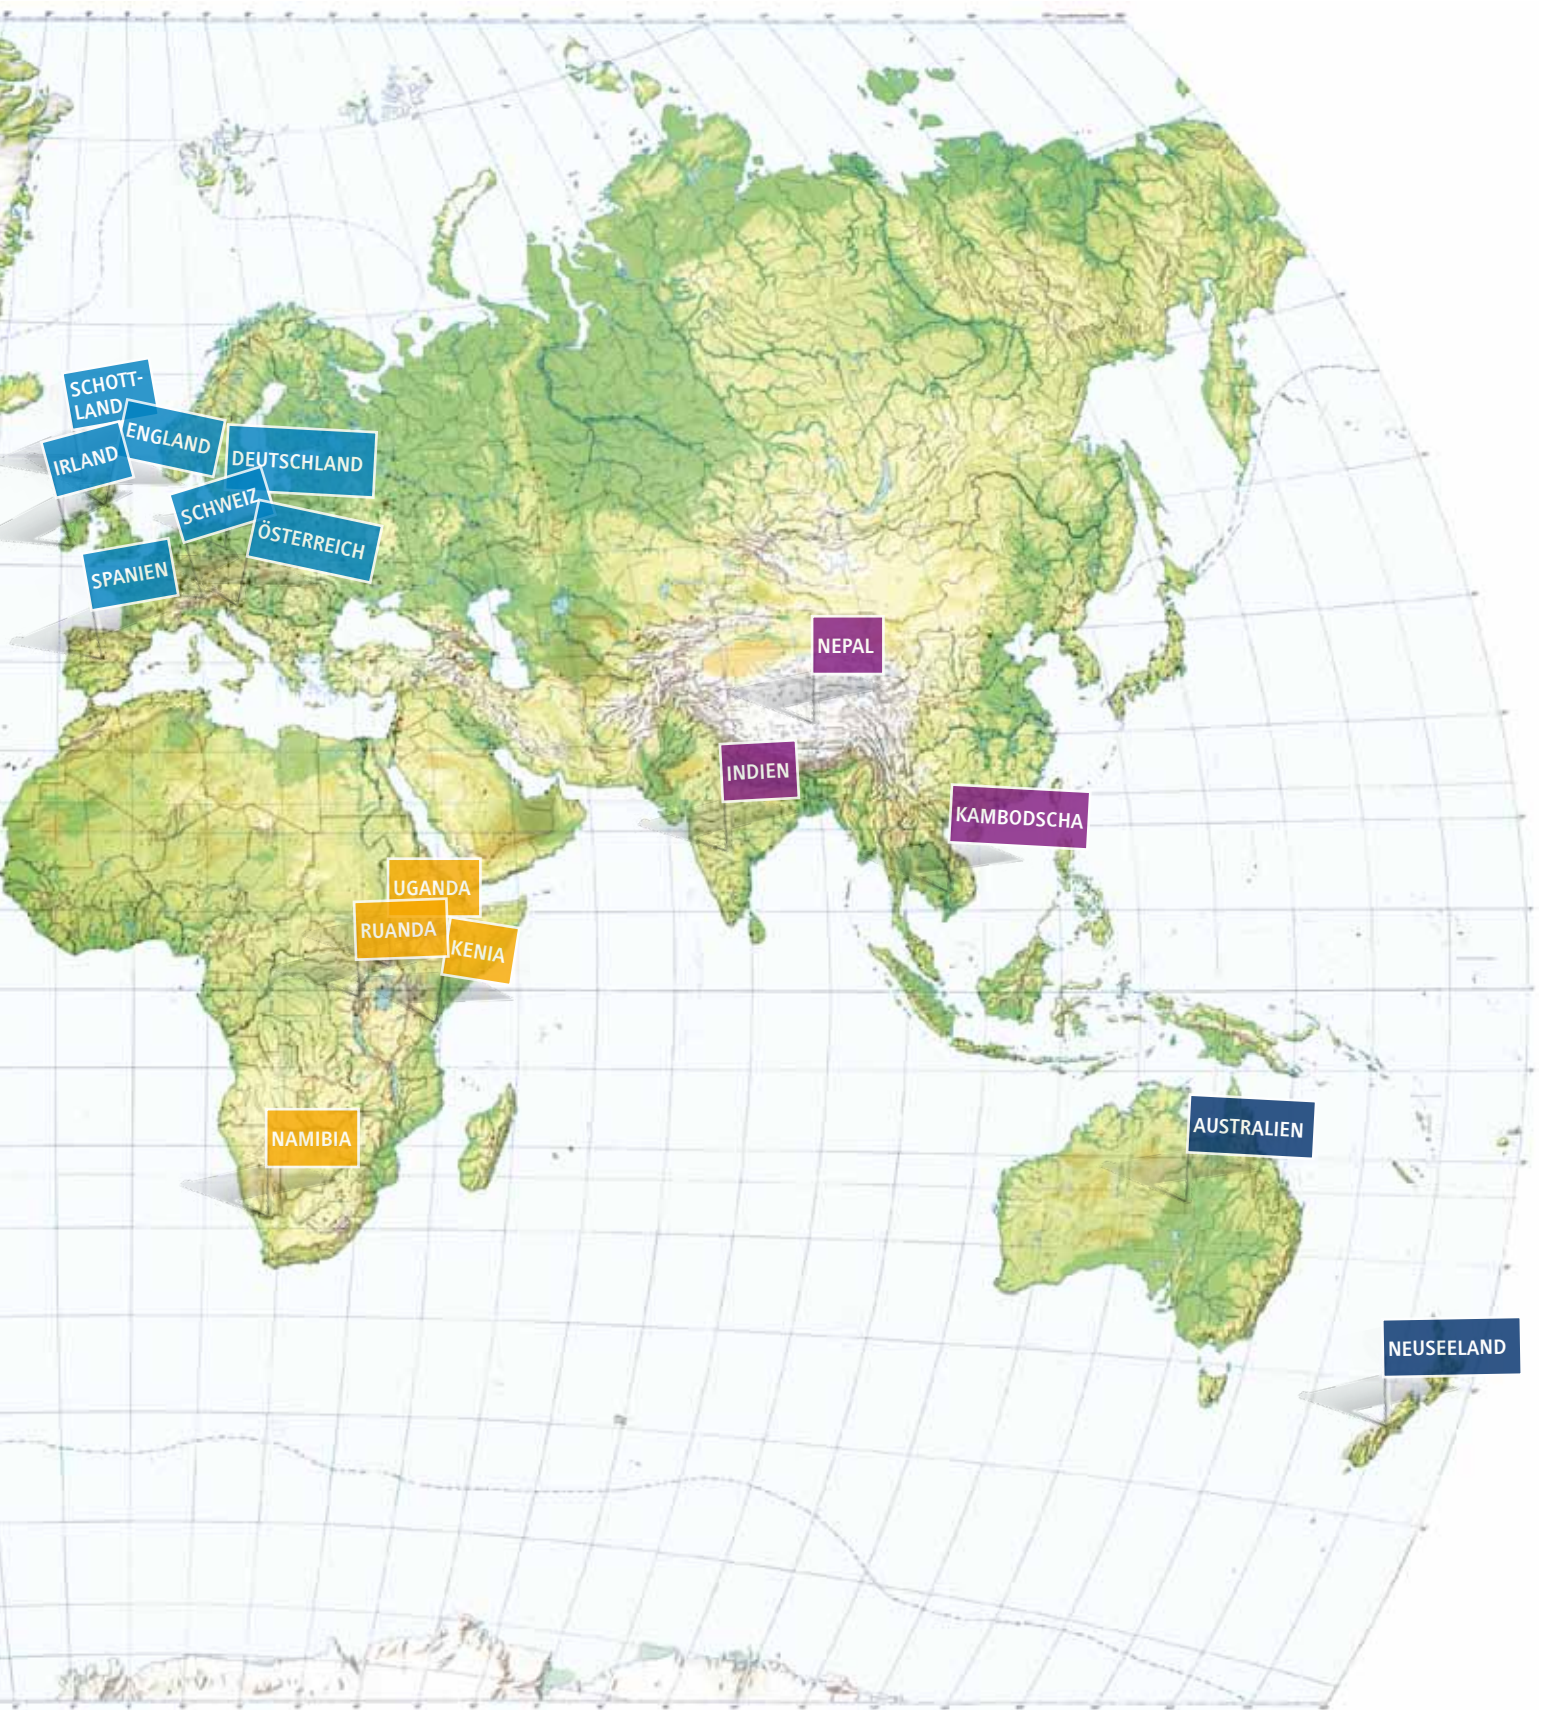 SCHOTT-
LAND
ENGLAND
IRLAND
DEUTSCHLAND
SCHWEIZ
ÖSTERREICH
SPANIEN
NEPAL
INDIEN
KAMBODSCHA
UGANDA
RUANDA
KENIA
NAMIBIA
AUSTRALIEN
NEUSEELAND